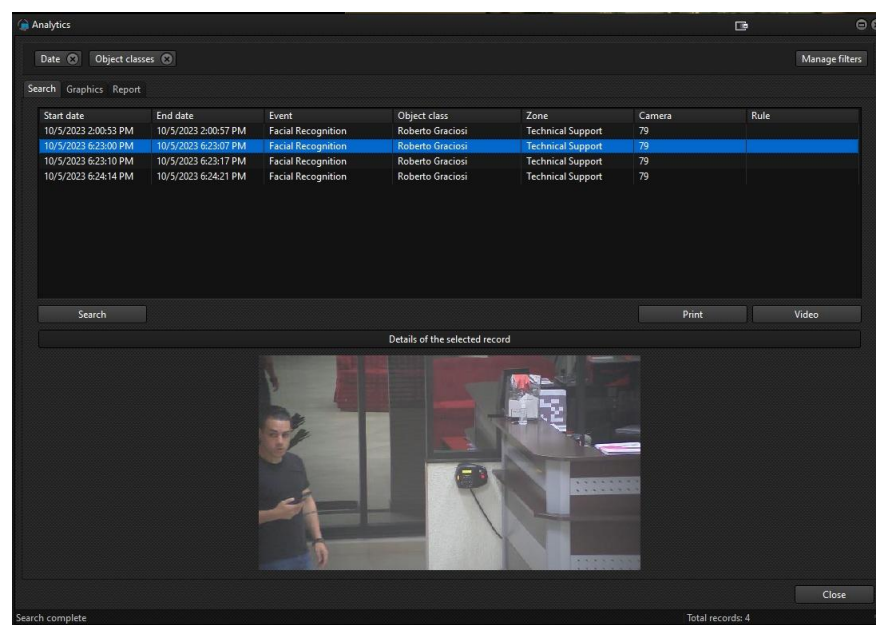 Analytics
Date Object classes Manage filters
Search Graphics Report
Start date End date Event Object class Zone Camera Rule
10/5/2023 2:00:53 PM 10/5/2023 2:00:57 PM Facial Recognition Roberto Graciosi Technical Support 79
10/5/2023 6:23:00 PM 10/5/2023 6:23:07 PM Facial Recognition Roberto Graciosi Technical Support 79
10/5/2023 6:23:10 PM 10/5/2023 6:23:17 PM Facial Recognition Roberto Graciosi Technical Support 79
10/5/2023 6:24:14 PM 10/5/2023 6:24:21 PM Facial Recognition Roberto Graciosi Technical Support 79
Search Print Video
Details of the selected record
Close
Search complete Total records: 4